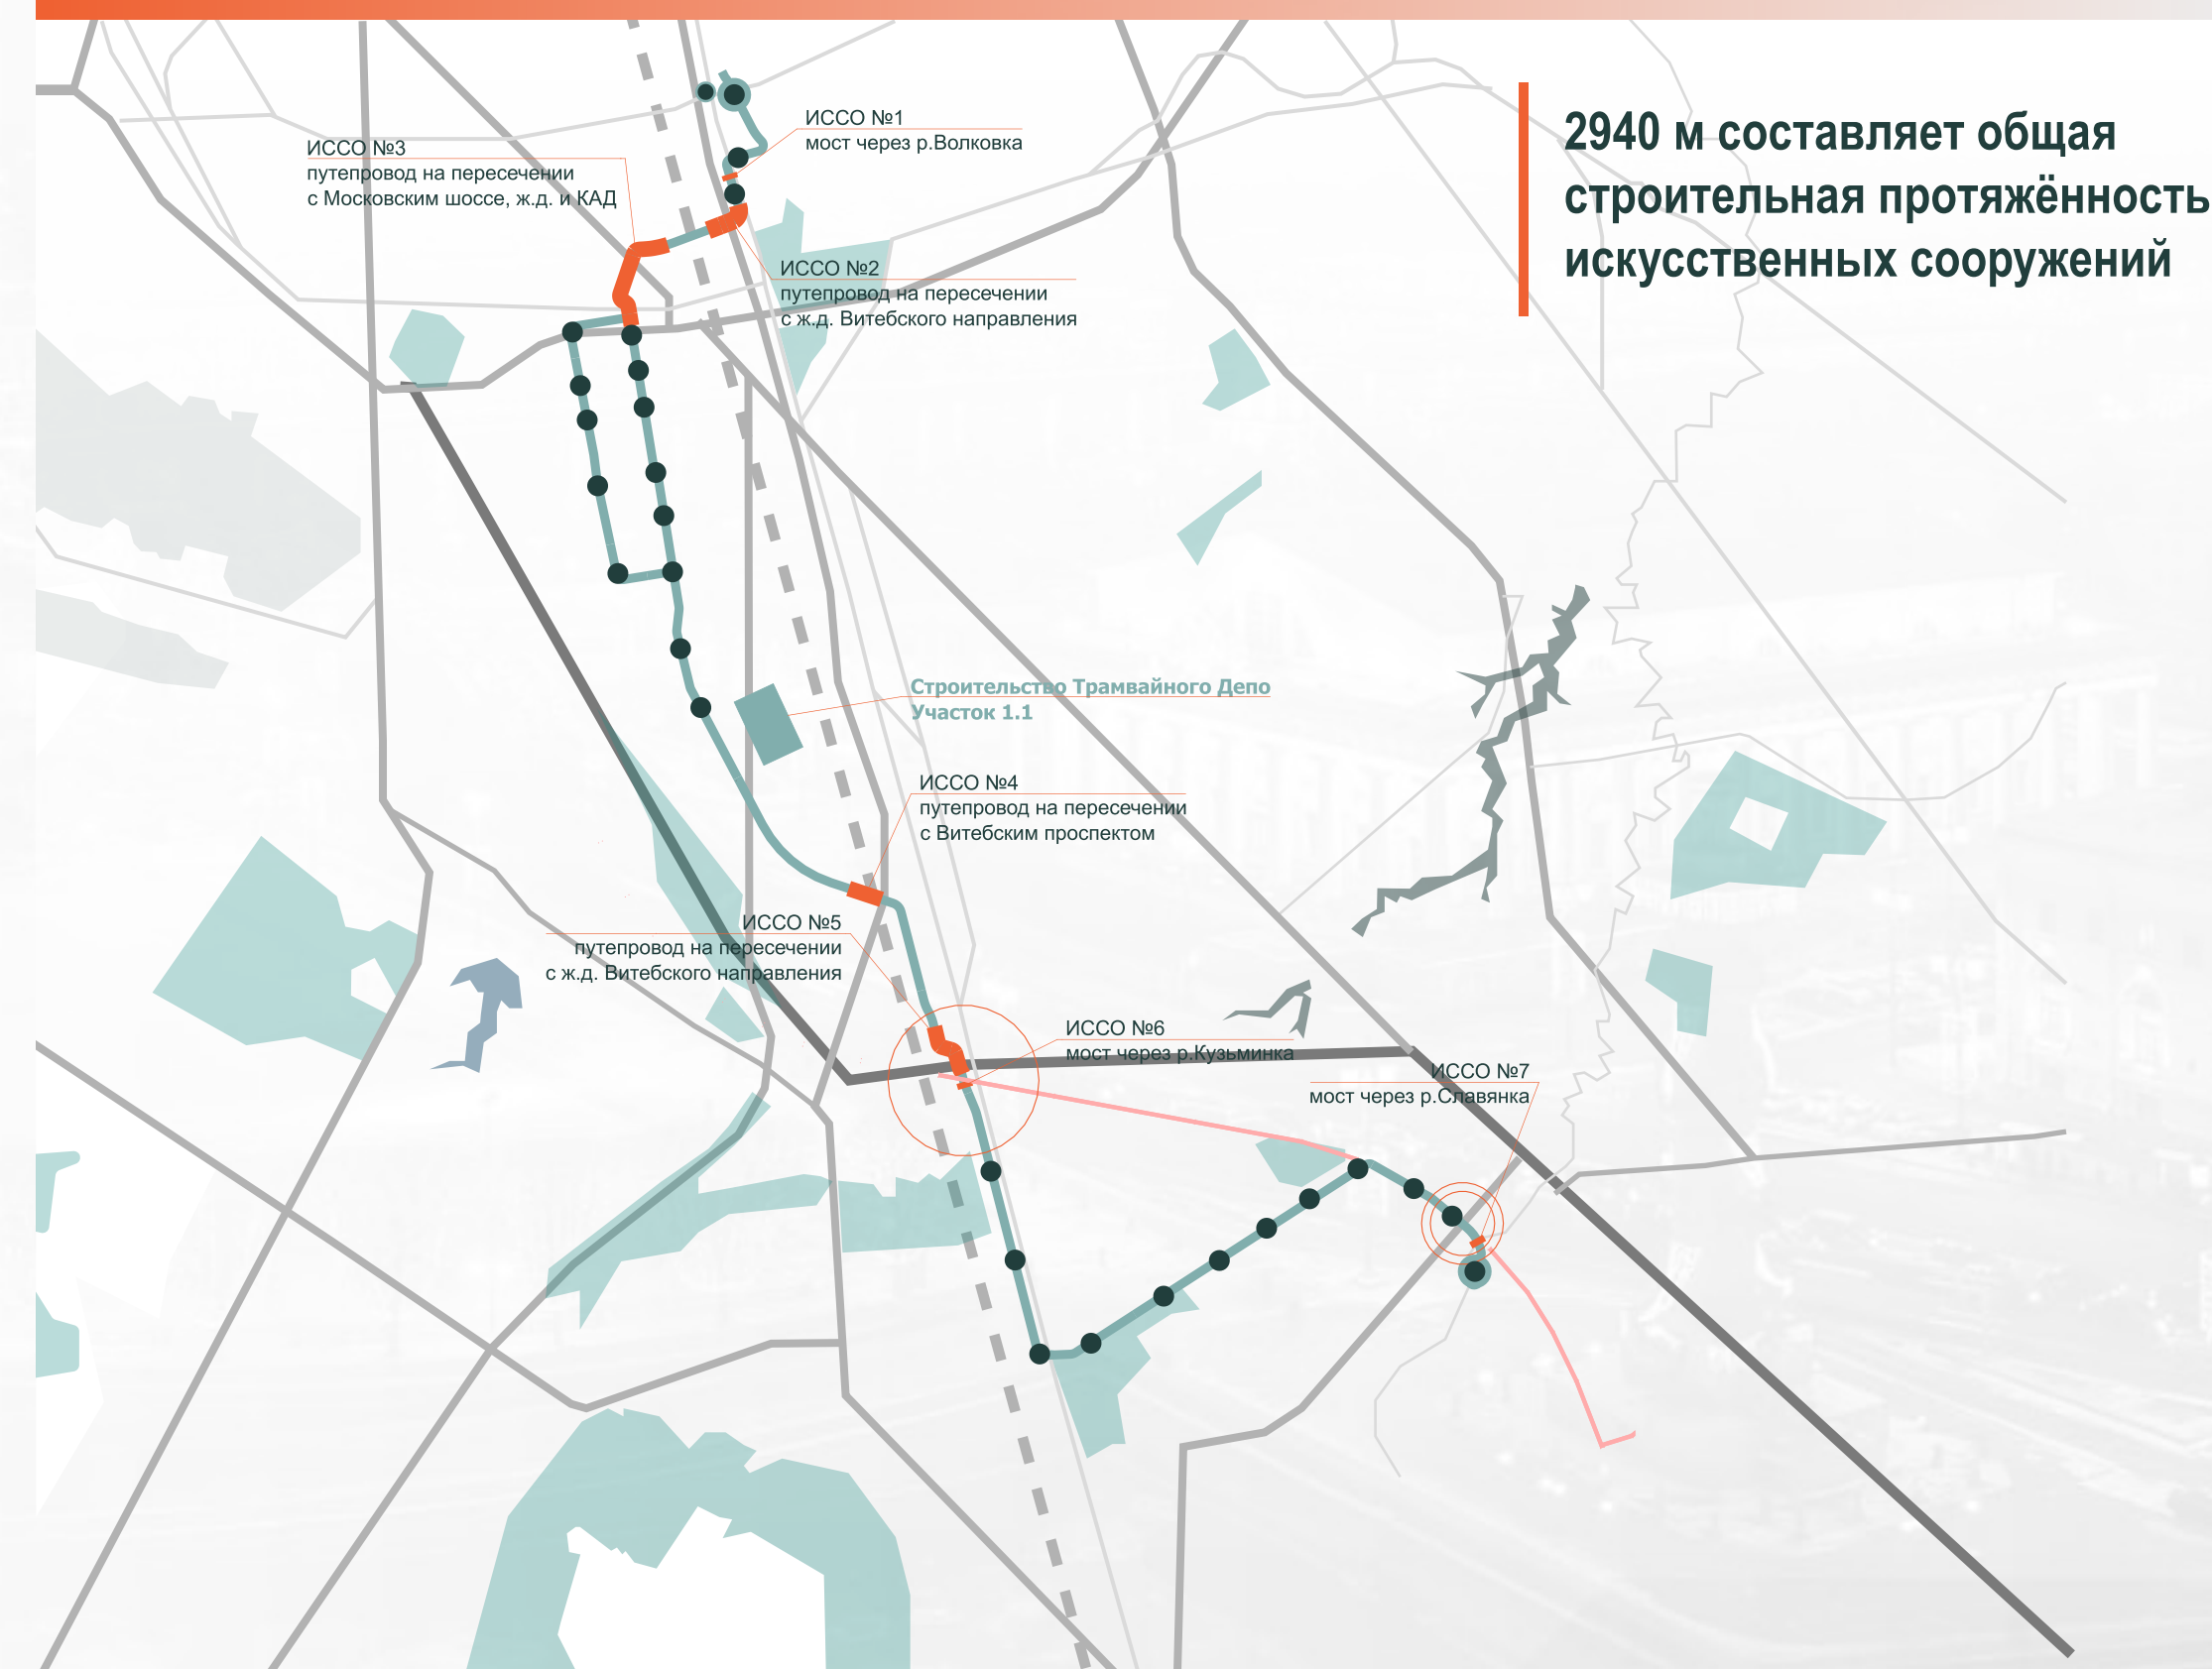 2940 м составляет общая
строительная протяжённость
искусственных сооружений
ИССО №1
мост через р.Волковка
ИССО №3
путепровод на пересечении
с Московским шоссе, ж.д. и КАД
ИССО №2
путепровод на пересечении
с ж.д. Витебского направления
Строительство Трамвайного Депо
Участок 1.1
ИССО №4
путепровод на пересечении
с Витебским проспектом
ИССО №5
путепровод на пересечении
с ж.д. Витебского направления
ИССО №6
мост через р.Кузьминка
ИССО №7
мост через р.Славянка